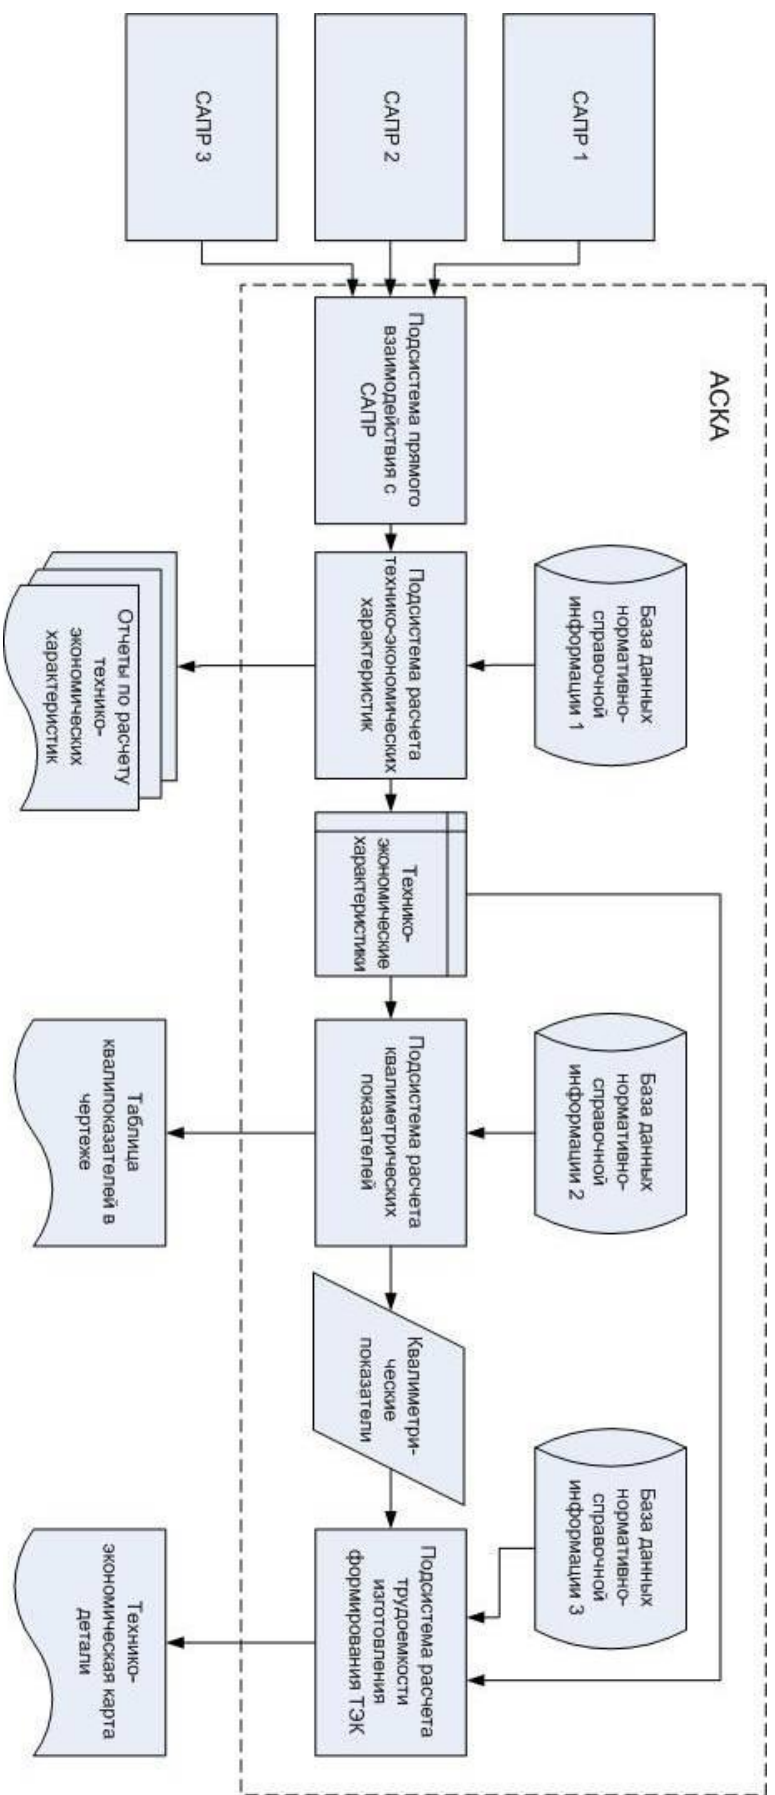 АСКА
САПР 1
САПР 2
САПР 3
Подсистема прямого
взаимодействия с
САПР
База данных
нормативно-
справочной
информации 1
Подсистема расчета
технико-экономических
характеристик
Отчеты по расчету
технико-
экономических
характеристик
Технико-
экономические
характеристики
База данных
нормативно-
справочной
информации 2
Подсистема расчета
квалиметрических
показателей
Таблица
квалипоказателей в
чертеже
Квалиметри-
ческие
показатели
База данных
нормативно-
справочной
информации 3
Подсистема расчета
трудоемкости
изготовления
формирования ТЭК
Технико-
экономическая карта
детали